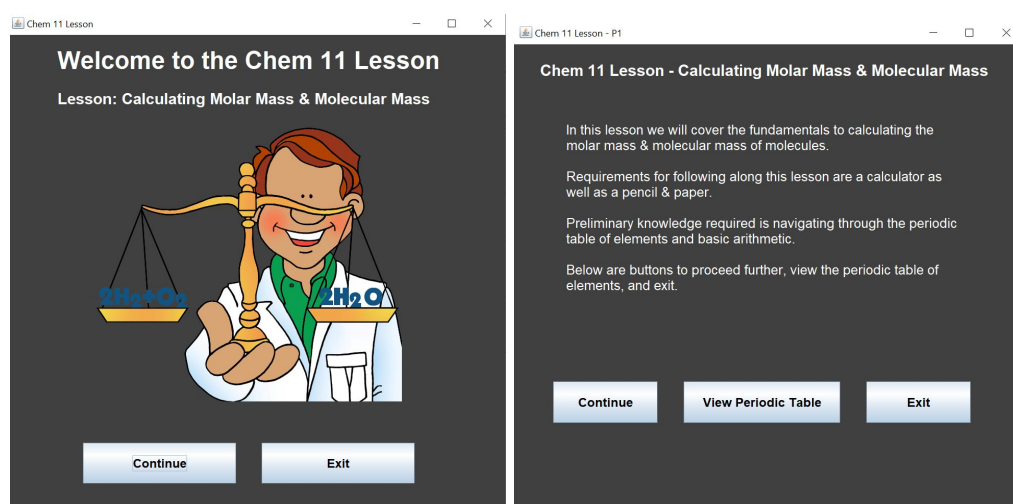 Chem 11 Lesson
Welcome to the Chem 11 Lesson
Lesson: Calculating Molar Mass & Molecular Mass
2H2+O2
2H2O
Continue
Exit
Chem 11 Lesson - P1
Chem 11 Lesson - Calculating Molar Mass & Molecular Mass
In this lesson we will cover the fundamentals to calculating the
molar mass & molecular mass of molecules.
Requirements for following along this lesson are a calculator as
well as a pencil & paper.
Preliminary knowledge required is navigating through the periodic
table of elements and basic arithmetic.
Below are buttons to proceed further, view the periodic table of
elements, and exit.
Continue
View Periodic Table
Exit